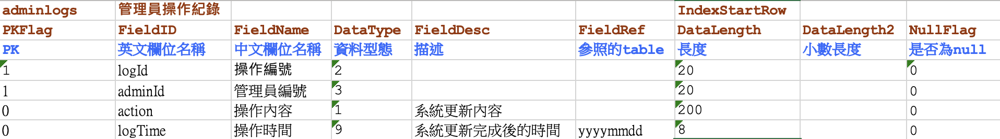 adminlogs 管理員操作紀錄 IndexStartRow
PKFlag FieldID FieldName DataType FieldDesc FieldRef DataLength DataLength2 NullFlag
PK 英文欄位名稱 中文欄位名稱 資料型態 描述 參照的table 長度 小數長度 是否為null
1 logId 操作編號 2 20 0
1 adminId 管理員編號 3 20 0
0 action 操作內容 1 系統更新內容 200 0
0 logTime 操作時間 9 系統更新完成後的時間 yyyymmdd 8 0